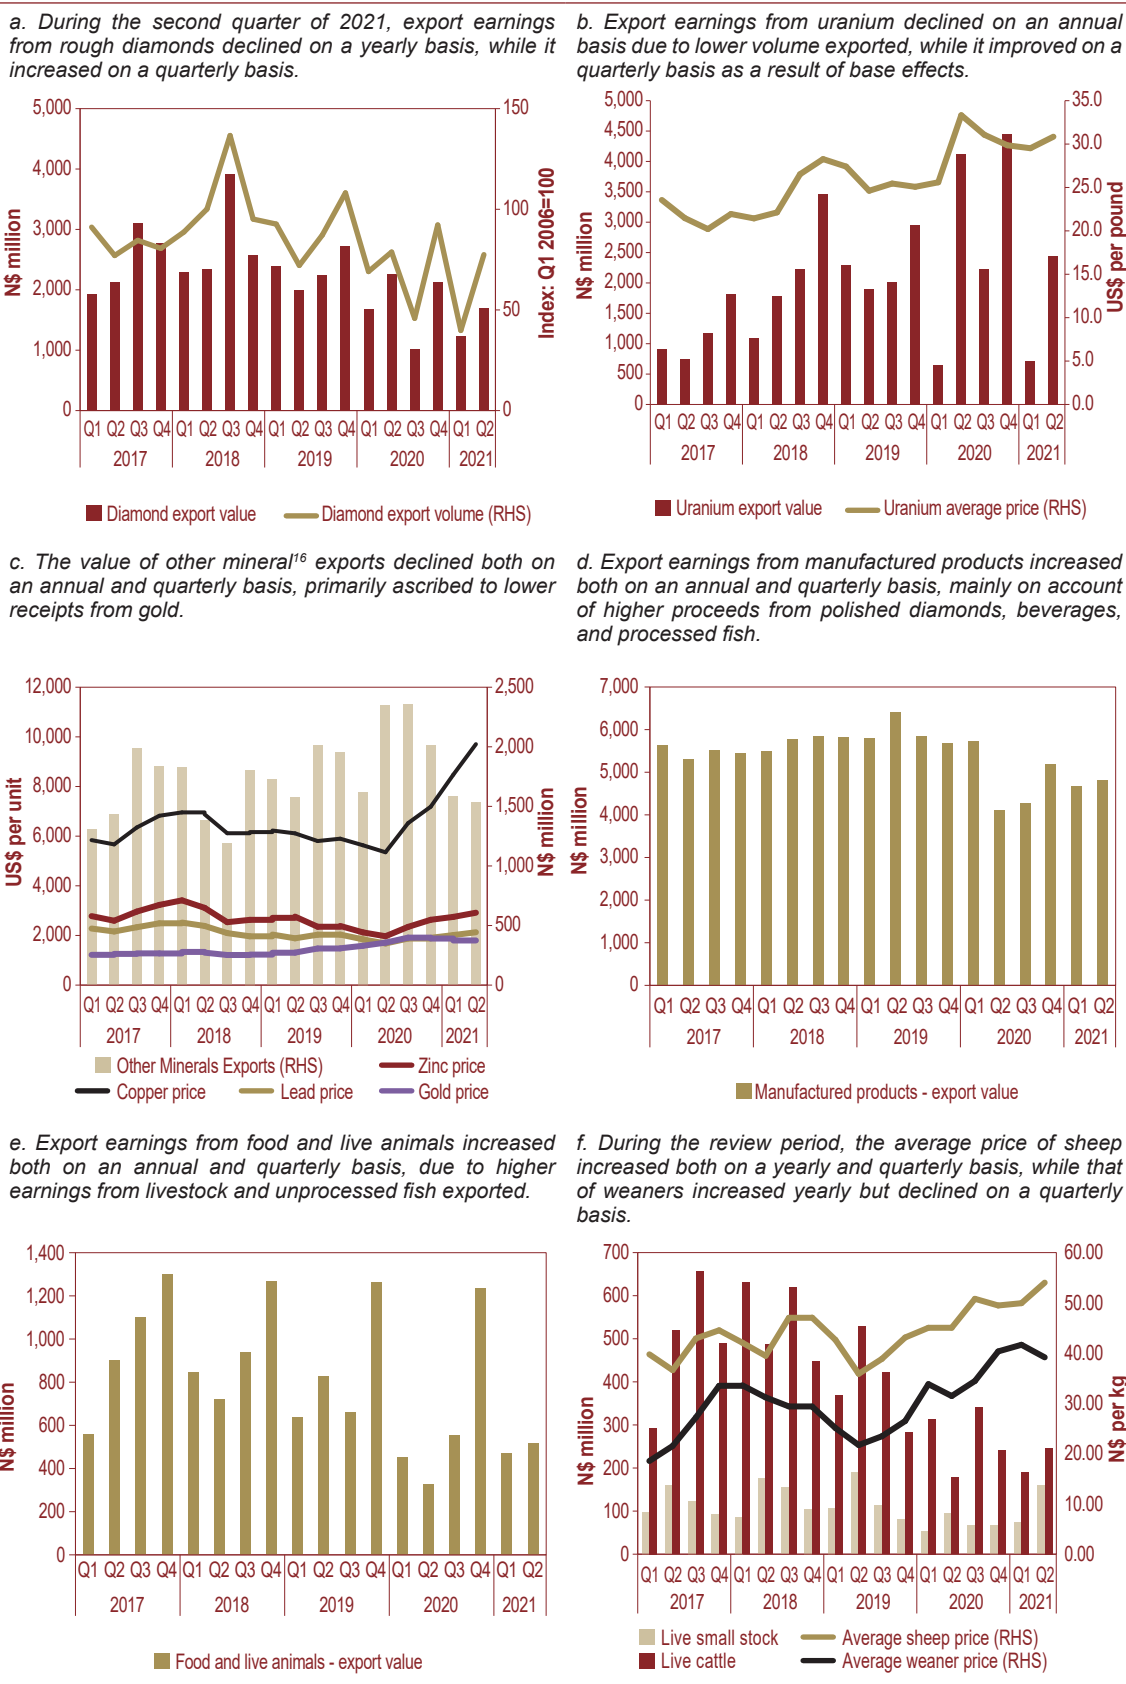 a. During the second quarter of 2021, export earnings
from rough diamonds declined on a yearly basis, while it
increased on a quarterly basis.
5,000
4,000
3,000
2,000
1,000
0
N$ million
150
100
50
0
Index: Q1 2006=100
Q1 Q2 Q3 Q4 Q1 Q2 Q3 Q4 Q1 Q2 Q3 Q4 Q1 Q2 Q3 Q4 Q1 Q2
2017 2018 2019 2020 2021
Diamond export value Diamond export volume (RHS)
b. Export earnings from uranium declined on an annual
basis due to lower volume exported, while it improved on a
quarterly basis as a result of base effects.
5,000
4,500
4,000
3,500
3,000
2,500
2,000
1,500
1,000
500
0
N$ million
35.0
30.0
25.0
20.0
15.0
10.0
5.0
0.0
US$ per pound
Q1 Q2 Q3 Q4 Q1 Q2 Q3 Q4 Q1 Q2 Q3 Q4 Q1 Q2 Q3 Q4 Q1 Q2
2017 2018 2019 2020 2021
Uranium export value Uranium average price (RHS)
c. The value of other mineral16 exports declined both on
an annual and quarterly basis, primarily ascribed to lower
receipts from gold.
12,000
10,000
8,000
6,000
4,000
2,000
0
US$ per unit
2,500
2,000
1,500
1,000
500
0
N$ million
Q1 Q2 Q3 Q4 Q1 Q2 Q3 Q4 Q1 Q2 Q3 Q4 Q1 Q2 Q3 Q4 Q1 Q2
2017 2018 2019 2020 2021
Other Minerals Exports (RHS) Zinc price
Copper price Lead price Gold price
d. Export earnings from manufactured products increased
both on an annual and quarterly basis, mainly on account
of higher proceeds from polished diamonds, beverages,
and processed fish.
7,000
6,000
5,000
4,000
3,000
2,000
1,000
0
N$ million
Q1 Q2 Q3 Q4 Q1 Q2 Q3 Q4 Q1 Q2 Q3 Q4 Q1 Q2 Q3 Q4 Q1 Q2
2017 2018 2019 2020 2021
Manufactured products - export value
e. Export earnings from food and live animals increased
both on an annual and quarterly basis, due to higher
earnings from livestock and unprocessed fish exported.
1,400
1,200
1,000
800
600
400
200
0
N$ million
Q1 Q2 Q3 Q4 Q1 Q2 Q3 Q4 Q1 Q2 Q3 Q4 Q1 Q2 Q3 Q4 Q1 Q2
2017 2018 2019 2020 2021
Food and live animals - export value
f. During the review period, the average price of sheep
increased both on a yearly and quarterly basis, while that
of weaners increased yearly but declined on a quarterly
basis.
700
600
500
400
300
200
100
0
N$ million
60.00
50.00
40.00
30.00
20.00
10.00
0.00
N$ per kg
Q1 Q2 Q3 Q4 Q1 Q2 Q3 Q4 Q1 Q2 Q3 Q4 Q1 Q2 Q3 Q4 Q1 Q2
2017 2018 2019 2020 2021
Live small stock Average sheep price (RHS)
Live cattle Average weaner price (RHS)